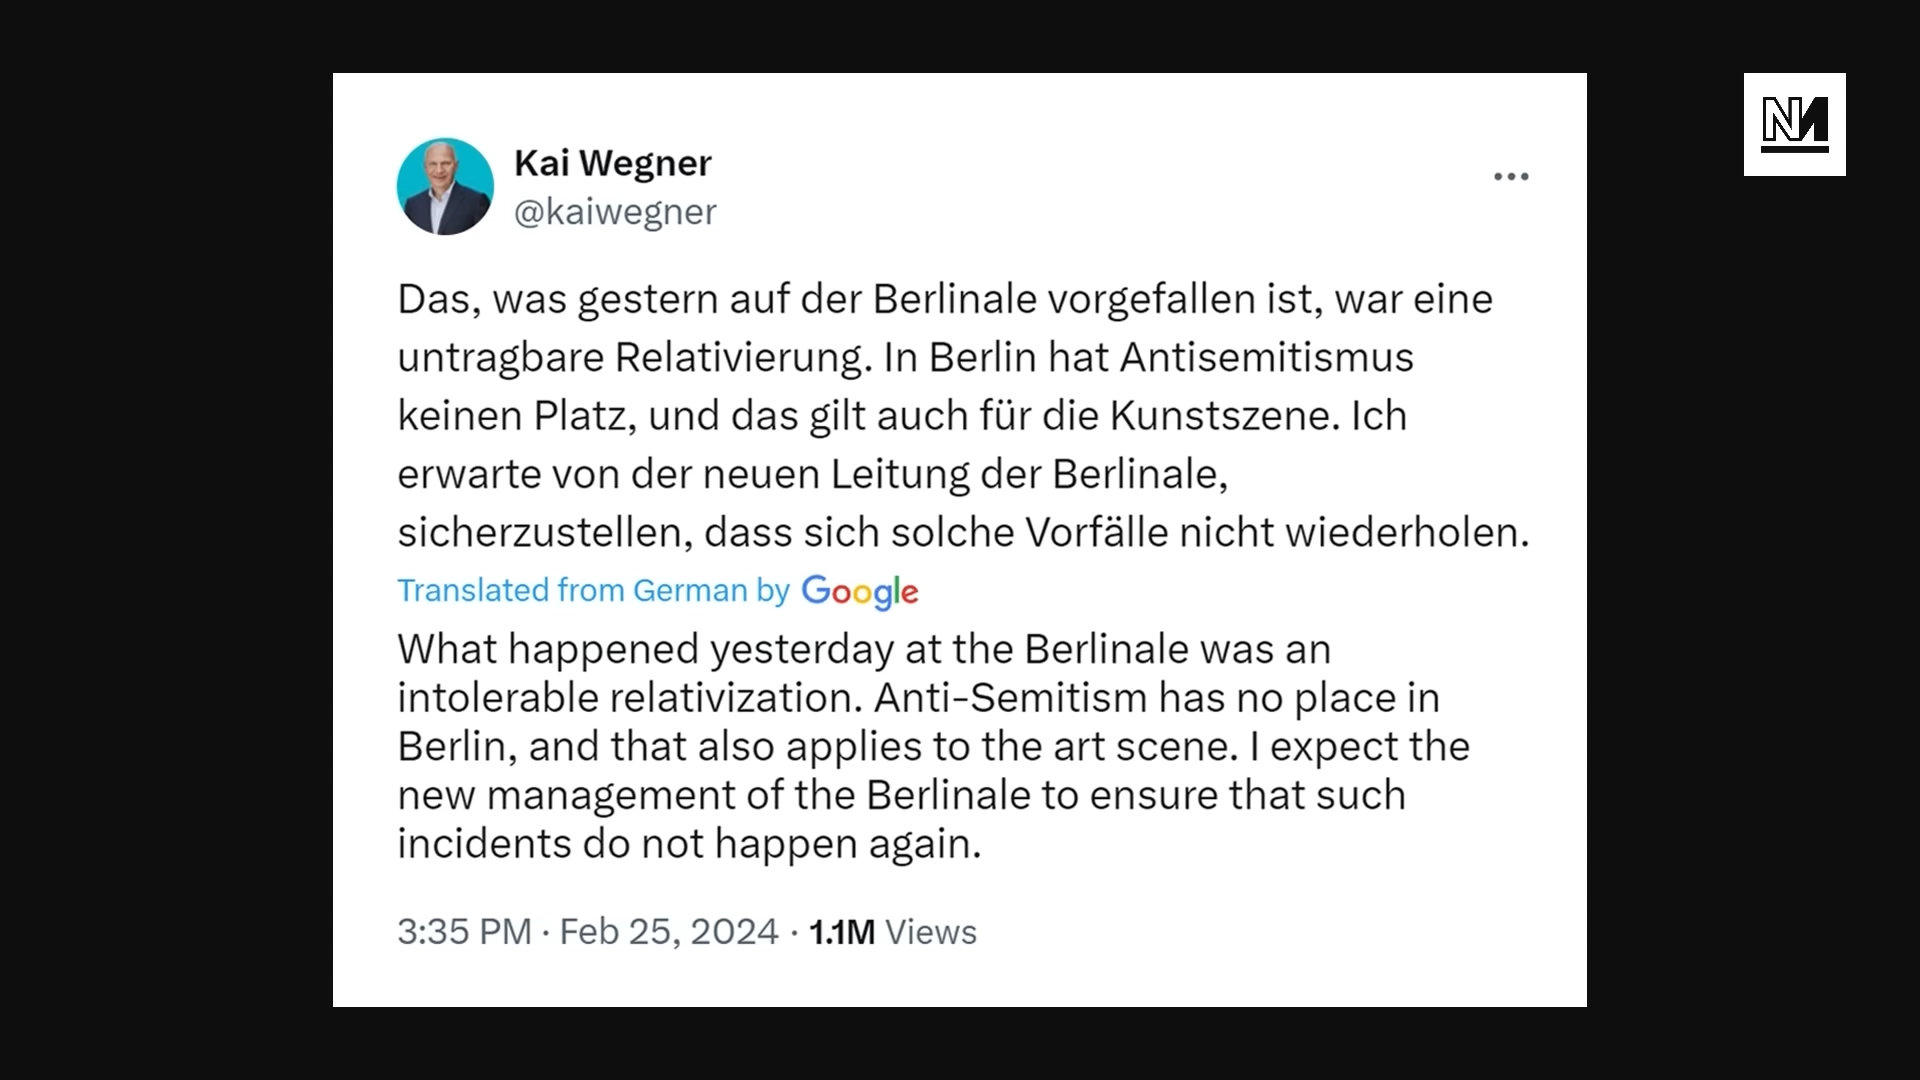 Kai Wegner
@kaiwegner
Das, was gestern auf der Berlinale vorgefallen ist, war eine
untragbare Relativierung. In Berlin hat Antisemitismus
keinen Platz, und das gilt auch für die Kunstszene. Ich
erwarte von der neuen Leitung der Berlinale,
sicherzustellen, dass sich solche Vorfälle nicht wiederholen.
Translated from German by Google
What happened yesterday at the Berlinale was an
intolerable relativization. Anti-Semitism has no place in
Berlin, and that also applies to the art scene. I expect the
new management of the Berlinale to ensure that such
incidents do not happen again.
3:35 PM · Feb 25, 2024 · 1.1M Views
NM